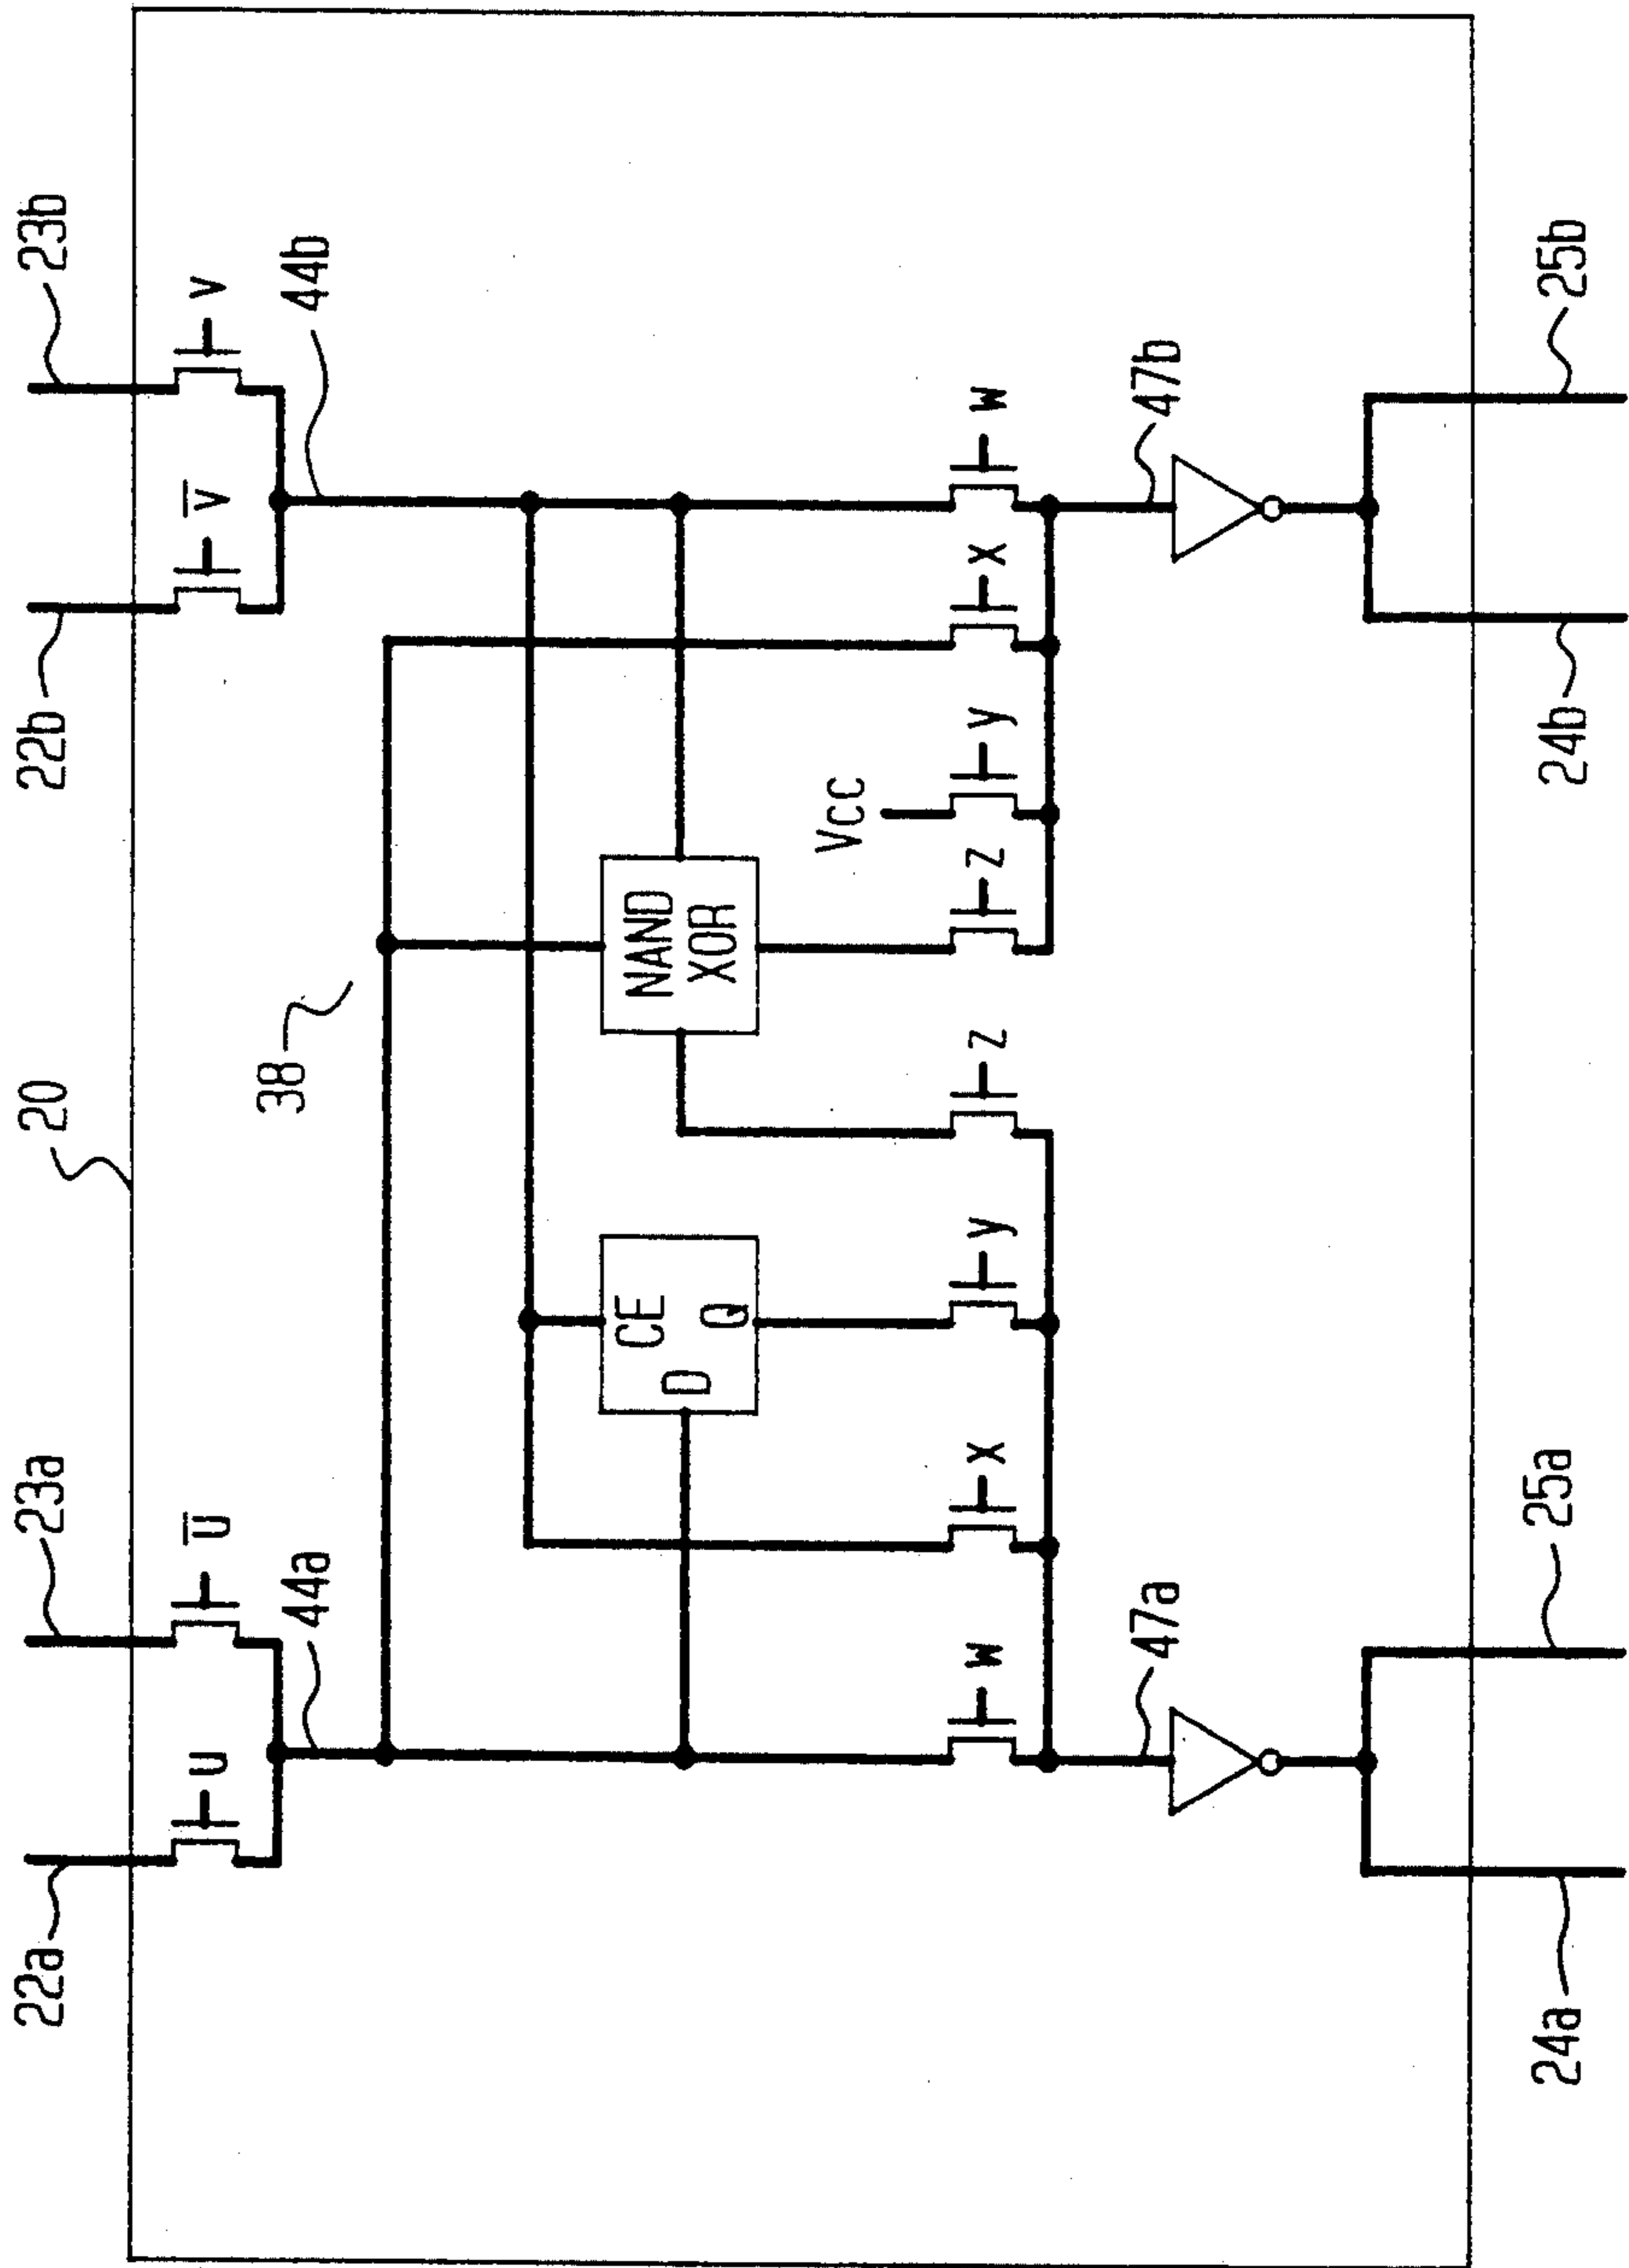 22a
23a
22b
23b
20
U
U̅
V̅
V
44a
38
44b
CE
D
Q
NAND
XOR
Vcc
w
x
y
z
z
y
x
w
47a
47b
24a
25a
24b
25b